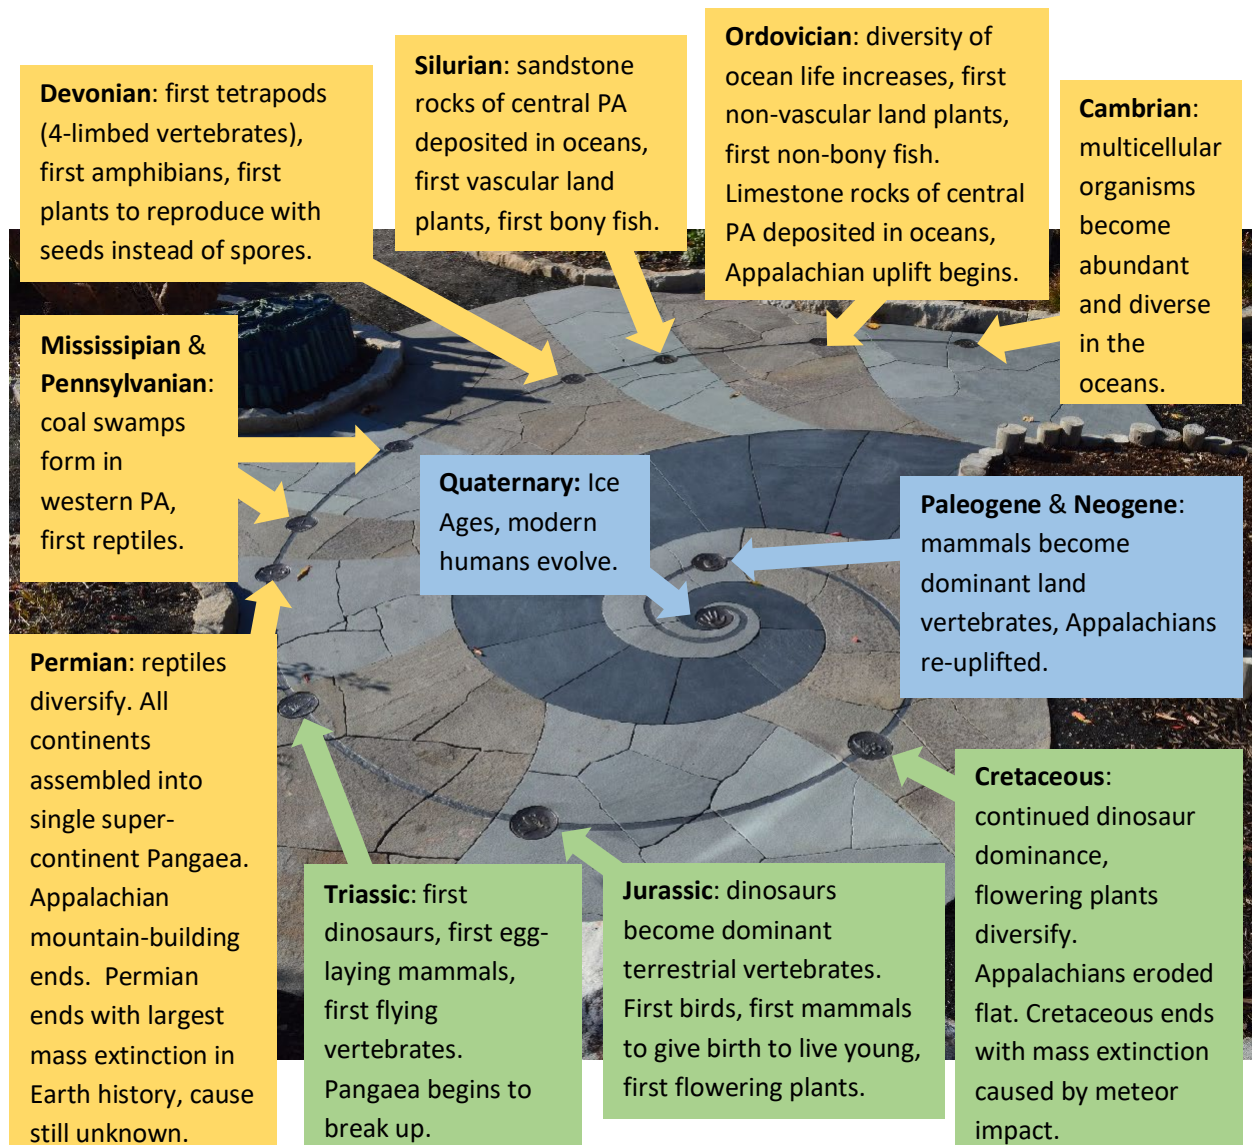 Devonian: first tetrapods
(4-limbed vertebrates),
first amphibians, first
plants to reproduce with
seeds instead of spores.
Silurian: sandstone
rocks of central PA
deposited in oceans,
first vascular land
plants, first bony fish.
Ordovician: diversity of
ocean life increases, first
non-vascular land plants,
first non-bony fish.
Limestone rocks of central
PA deposited in oceans,
Appalachian uplift begins.
Cambrian:
multicellular
organisms
become
abundant
and diverse
in the
oceans.
Mississipian &
Pennsylvanian:
coal swamps
form in
western PA,
first reptiles.
Quaternary: Ice
Ages, modern
humans evolve.
Paleogene & Neogene:
mammals become
dominant land
vertebrates, Appalachians
re-uplifted.
Permian: reptiles
diversify. All
continents
assembled into
single super-
continent Pangaea.
Appalachian
mountain-building
ends.  Permian
ends with largest
mass extinction in
Earth history, cause
still unknown.
Triassic: first
dinosaurs, first egg-
laying mammals,
first flying
vertebrates.
Pangaea begins to
break up.
Jurassic: dinosaurs
become dominant
terrestrial vertebrates.
First birds, first mammals
to give birth to live young,
first flowering plants.
Cretaceous:
continued dinosaur
dominance,
flowering plants
diversify.
Appalachians eroded
flat. Cretaceous ends
with mass extinction
caused by meteor
impact.